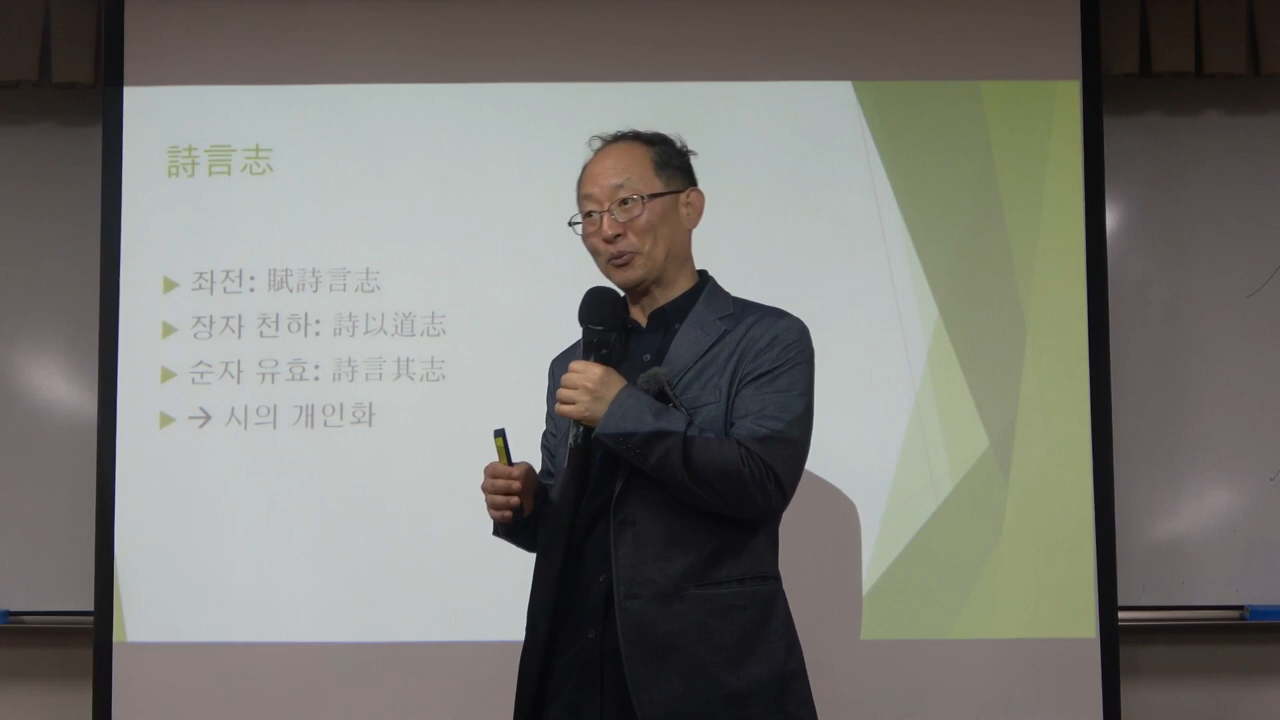 詩言志
좌전: 賦詩言志
장자 천하: 詩以道志
순자 유효: 詩言其志
→ 시의 개인화